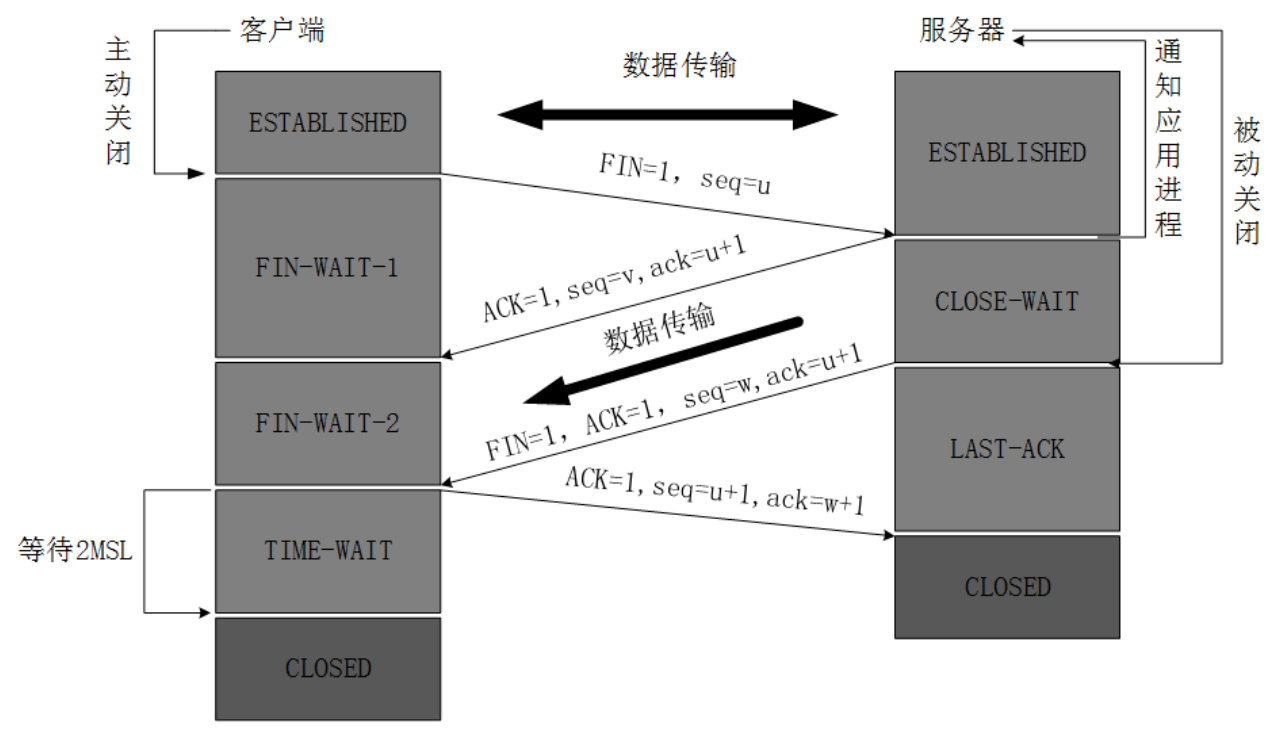 客户端
服务器
主动关闭
数据传输
通知应用进程
被动关闭
ESTABLISHED
ESTABLISHED
FIN=1, seq=u
FIN-WAIT-1
ACK=1,seq=v,ack=u+1
CLOSE-WAIT
数据传输
FIN-WAIT-2
FIN=1, ACK=1, seq=w,ack=u+1
LAST-ACK
ACK=1,seq=u+1,ack=w+1
等待2MSL
TIME-WAIT
CLOSED
CLOSED